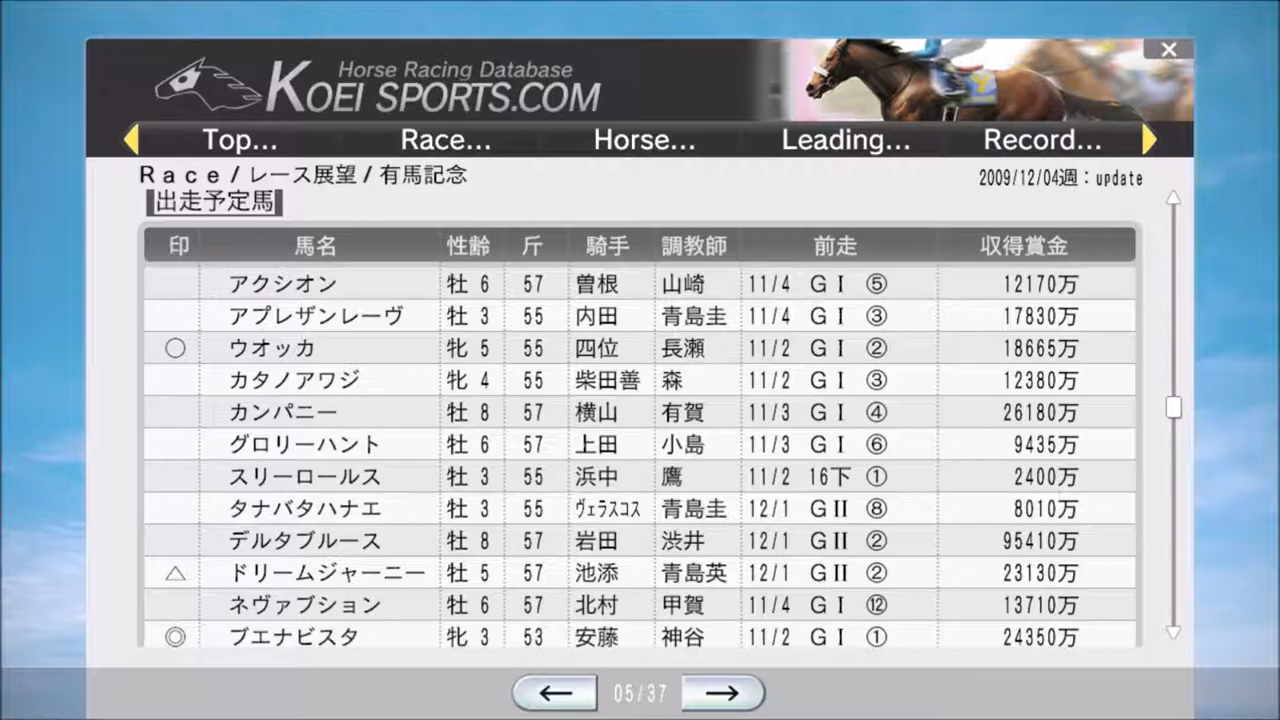 Horse Racing Database
KOEI SPORTS.COM
Top... Race... Horse... Leading... Record...
Race/レース展望/有馬記念 2009/12/04週：update
出走予定馬
印 馬名 性齢 斤 騎手 調教師 前走 収得賞金
アクシオン 牡 6 57 曽根 山崎 11/4 GⅠ ⑤ 12170万
アプレザンレーヴ 牡 3 55 内田 青島圭 11/4 GⅠ ③ 17830万
○ ウオッカ 牝 5 55 四位 長瀬 11/2 GⅠ ② 18665万
カタノアワジ 牝 4 55 柴田善 森 11/2 GⅠ ③ 12380万
カンパニー 牡 8 57 横山 有賀 11/3 GⅠ ④ 26180万
グロリーハント 牡 6 57 上田 小島 11/3 GⅠ ⑥ 9435万
スリーロールス 牡 3 55 浜中 鷹 11/2 16下 ① 2400万
タナバタハナエ 牡 3 55 ヴェラスコス 青島圭 12/1 GⅡ ⑧ 8010万
デルタブルース 牡 8 57 岩田 渋井 12/1 GⅡ ② 95410万
△ ドリームジャーニー 牡 5 57 池添 青島英 12/1 GⅡ ② 23130万
ネヴァブション 牡 6 57 北村 甲賀 11/4 GⅠ ⑫ 13710万
◎ ブエナビスタ 牝 3 53 安藤 神谷 11/2 GⅠ ① 24350万
← 05/37 →